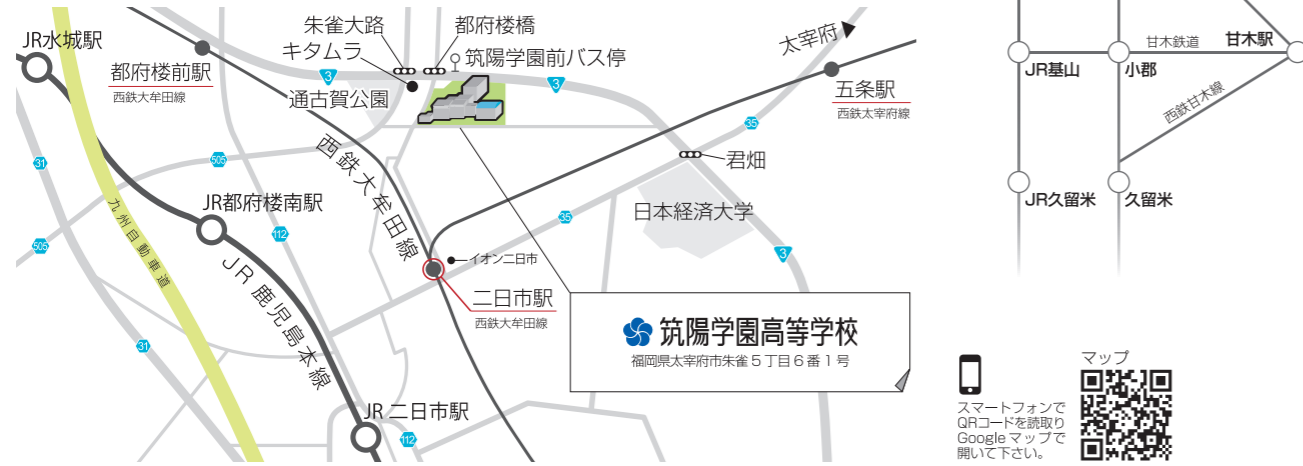 朱雀大路
都府楼橋
JR水城駅
キタムラ
筑陽学園前バス停
太宰府
都府楼前駅
西鉄大牟田線
3
通古賀公園
3
五条駅
西鉄太宰府線
35
31
505
西鉄大牟田線
君畑
JR都府楼南駅
九州自動車道
35
日本経済大学
505
112
3
イオン二日市
JR鹿児島本線
二日市駅
西鉄大牟田線
筑陽学園高等学校
福岡県太宰府市朱雀5丁目6番1号
31
JR 二日市駅
112
甘木鉄道
甘木駅
JR基山
小郡
西鉄甘木線
JR久留米
久留米
マップ
スマートフォンで
QRコードを読取り
Google マップで
開いて下さい。